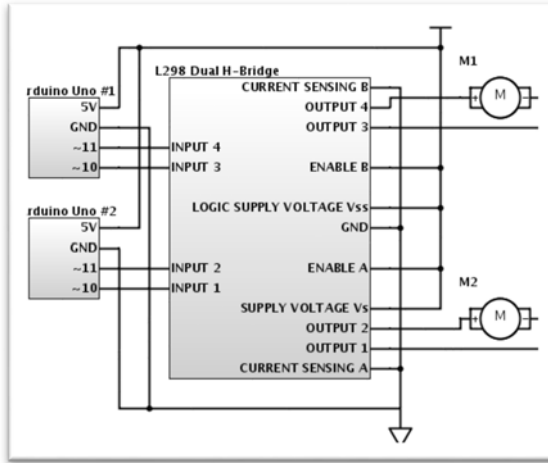 M1
L298 Dual H-Bridge
rduino Uno #1
5V
GND
~11
~10
rduino Uno #2
5V
GND
~11
~10
INPUT 4
INPUT 3
INPUT 2
INPUT 1
CURRENT SENSING B
OUTPUT 4
OUTPUT 3
ENABLE B
LOGIC SUPPLY VOLTAGE Vss
GND
ENABLE A
SUPPLY VOLTAGE Vs
OUTPUT 2
OUTPUT 1
CURRENT SENSING A
+ M -
M2
+ M -